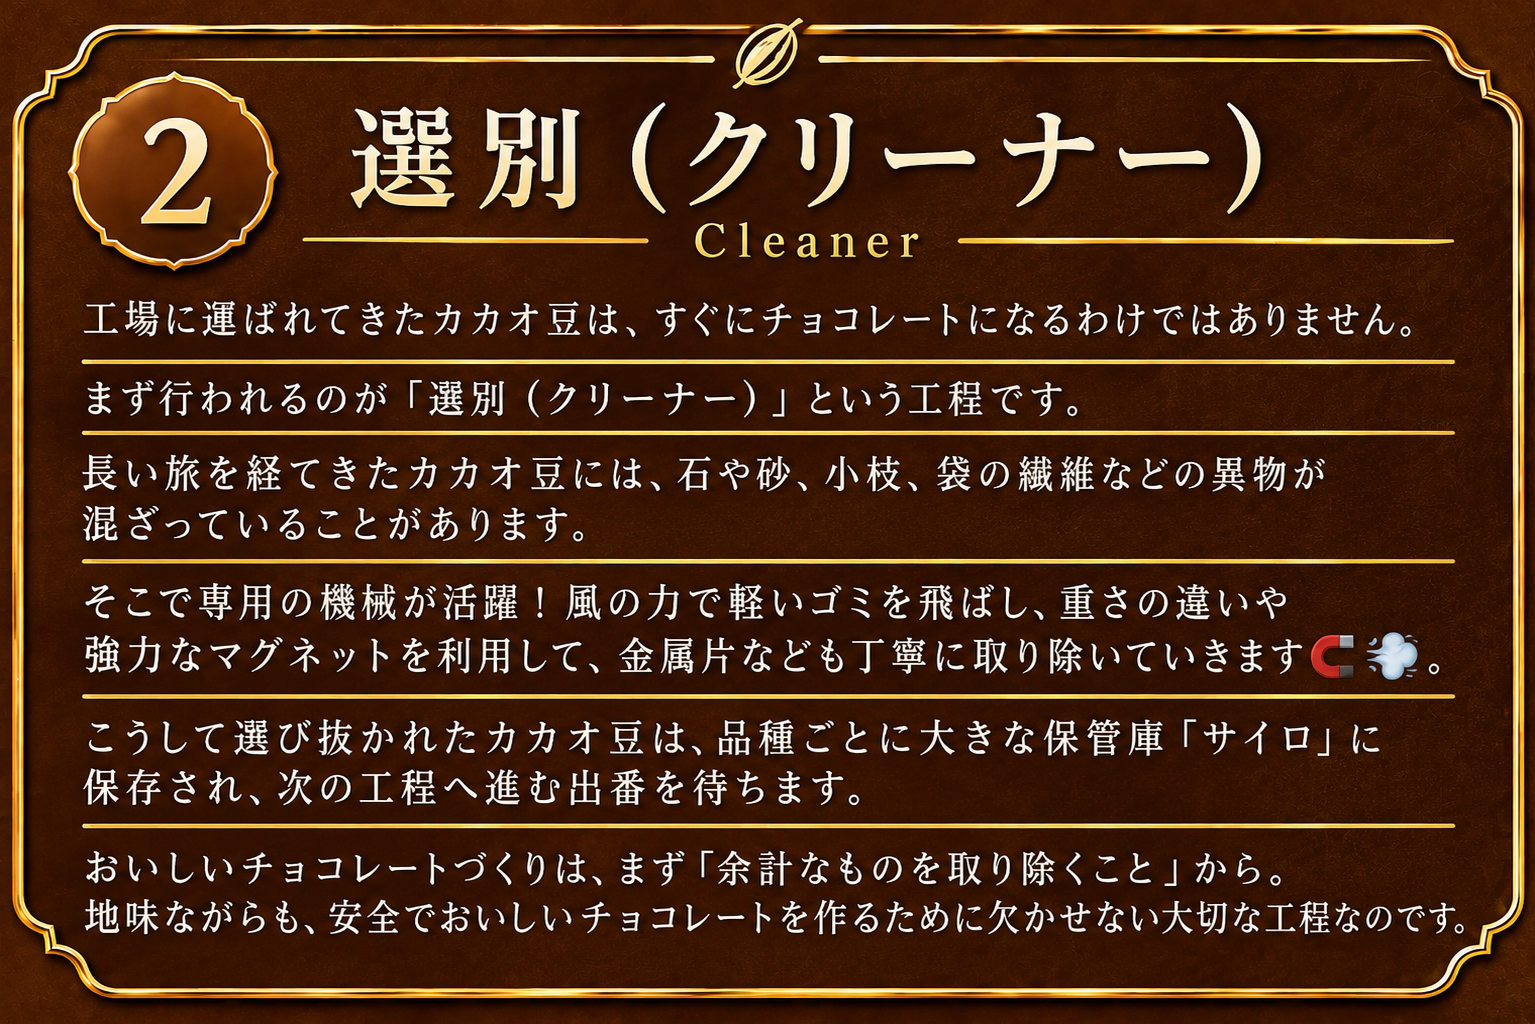 2
選別(クリーナー)
Cleaner
工場に運ばれてきたカカオ豆は、すぐにチョコレートになるわけではありません。
まず行われるのが「選別(クリーナー)」という工程です。
長い旅を経てきたカカオ豆には、石や砂、小枝、袋の繊維などの異物が
混ざっていることがあります。
そこで専用の機械が活躍!風の力で軽いゴミを飛ばし、重さの違いや
強力なマグネットを利用して、金属片なども丁寧に取り除いていきます🧲💨。
こうして選び抜かれたカカオ豆は、品種ごとに大きな保管庫「サイロ」に
保存され、次の工程へ進む出番を待ちます。
おいしいチョコレートづくりは、まず「余計なものを取り除くこと」から。
地味ながらも、安全でおいしいチョコレートを作るために欠かせない大切な工程なのです。